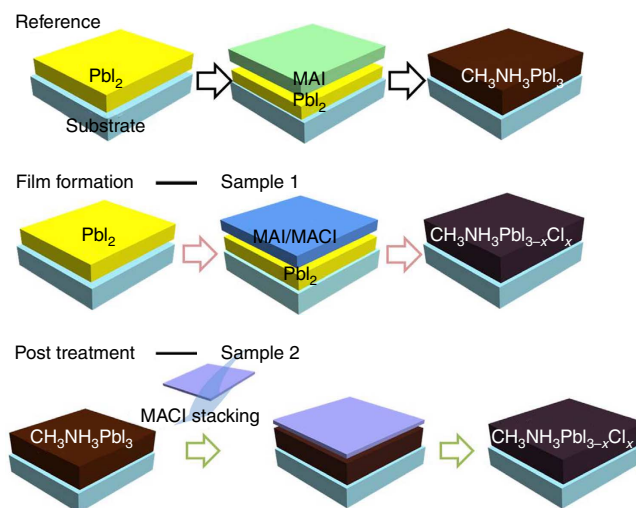 Reference
PbI₂
MAI
PbI₂
CH₃NH₃PbI₃
Substrate
Film formation — Sample 1
PbI₂
MAI/MACl
PbI₂
CH₃NH₃PbI₃₋ₓClₓ
Post treatment — Sample 2
MACl stacking
CH₃NH₃PbI₃
CH₃NH₃PbI₃₋ₓClₓ